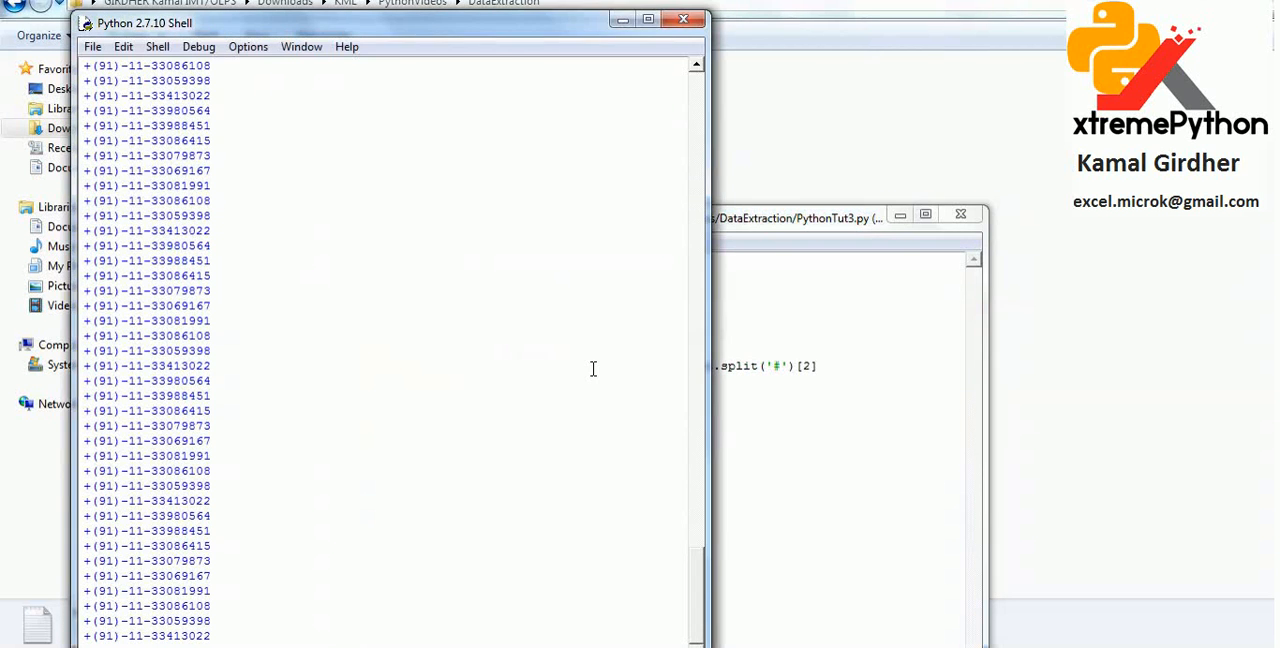 GIRDHER Kamal IMT/OLPS Downloads KML PythonVideos DataExtraction
Python 2.7.10 Shell
File Edit Shell Debug Options Window Help
+(91)-11-33086108
+(91)-11-33059398
+(91)-11-33413022
+(91)-11-33980564
+(91)-11-33988451
+(91)-11-33086415
+(91)-11-33079873
+(91)-11-33069167
+(91)-11-33081991
+(91)-11-33086108
+(91)-11-33059398
+(91)-11-33413022
+(91)-11-33980564
+(91)-11-33988451
+(91)-11-33086415
+(91)-11-33079873
+(91)-11-33069167
+(91)-11-33081991
+(91)-11-33086108
+(91)-11-33059398
+(91)-11-33413022
+(91)-11-33980564
+(91)-11-33988451
+(91)-11-33086415
+(91)-11-33079873
+(91)-11-33069167
+(91)-11-33081991
+(91)-11-33086108
+(91)-11-33059398
+(91)-11-33413022
+(91)-11-33980564
+(91)-11-33988451
+(91)-11-33086415
+(91)-11-33079873
+(91)-11-33069167
+(91)-11-33081991
+(91)-11-33086108
+(91)-11-33059398
+(91)-11-33413022
Organize
Favorit
Desk
Libra
Dow
Rece
Docu
Librari
Docu
Mus
My P
Pictu
Vide
Comp
Syste
Netwo
s/DataExtraction/PythonTut3.py (...
.split('#')[2]
xtremePython
Kamal Girdher
excel.microk@gmail.com